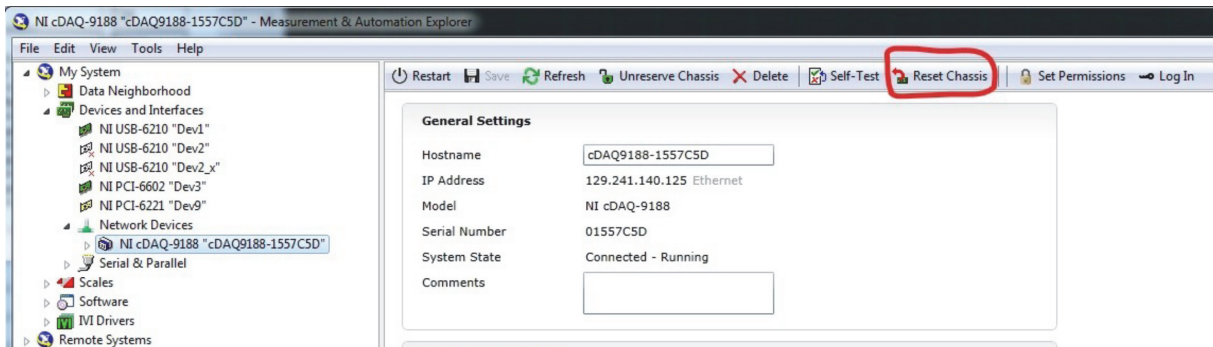 NI cDAQ-9188 "cDAQ9188-1557C5D" - Measurement & Automation Explorer
File Edit View Tools Help
My System
Data Neighborhood
Devices and Interfaces
NI USB-6210 "Dev1"
NI USB-6210 "Dev2"
NI USB-6210 "Dev2_x"
NI PCI-6602 "Dev3"
NI PCI-6221 "Dev9"
Network Devices
NI cDAQ-9188 "cDAQ9188-1557C5D"
Serial & Parallel
Scales
Software
IVI Drivers
Remote Systems
Restart Save Refresh Unreserve Chassis Delete Self-Test Reset Chassis Set Permissions Log In
General Settings
Hostname cDAQ9188-1557C5D
IP Address 129.241.140.125 Ethernet
Model NI cDAQ-9188
Serial Number 01557C5D
System State Connected - Running
Comments